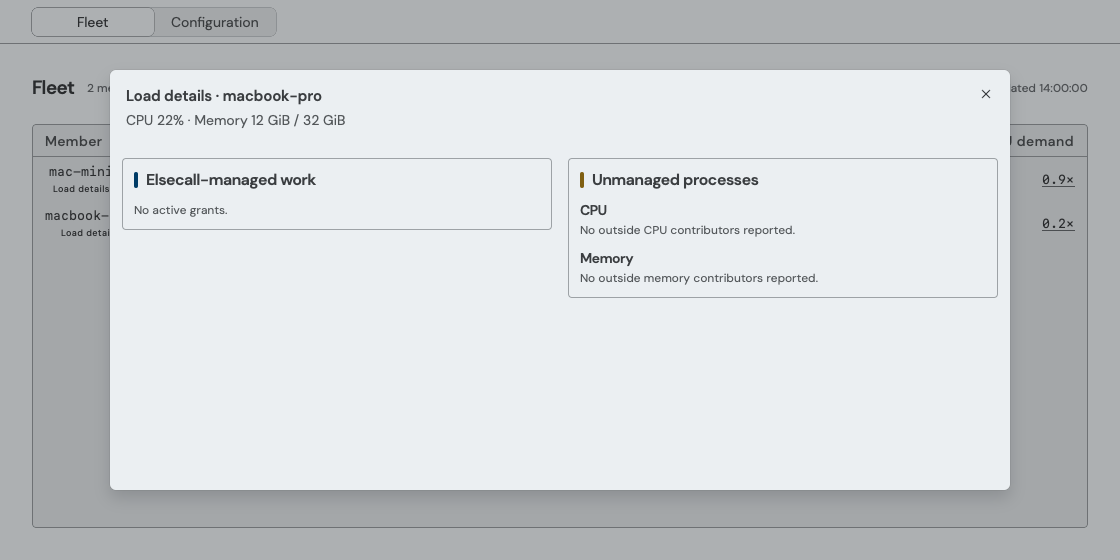 Fleet
Configuration
Fleet
2 me
ated 14:00:00
Member
demand
mac-mini
Load details
0.9×
macbook-
Load detai
0.2×
Load details · macbook-pro
×
CPU 22% · Memory 12 GiB / 32 GiB
Elsecall-managed work
No active grants.
Unmanaged processes
CPU
No outside CPU contributors reported.
Memory
No outside memory contributors reported.